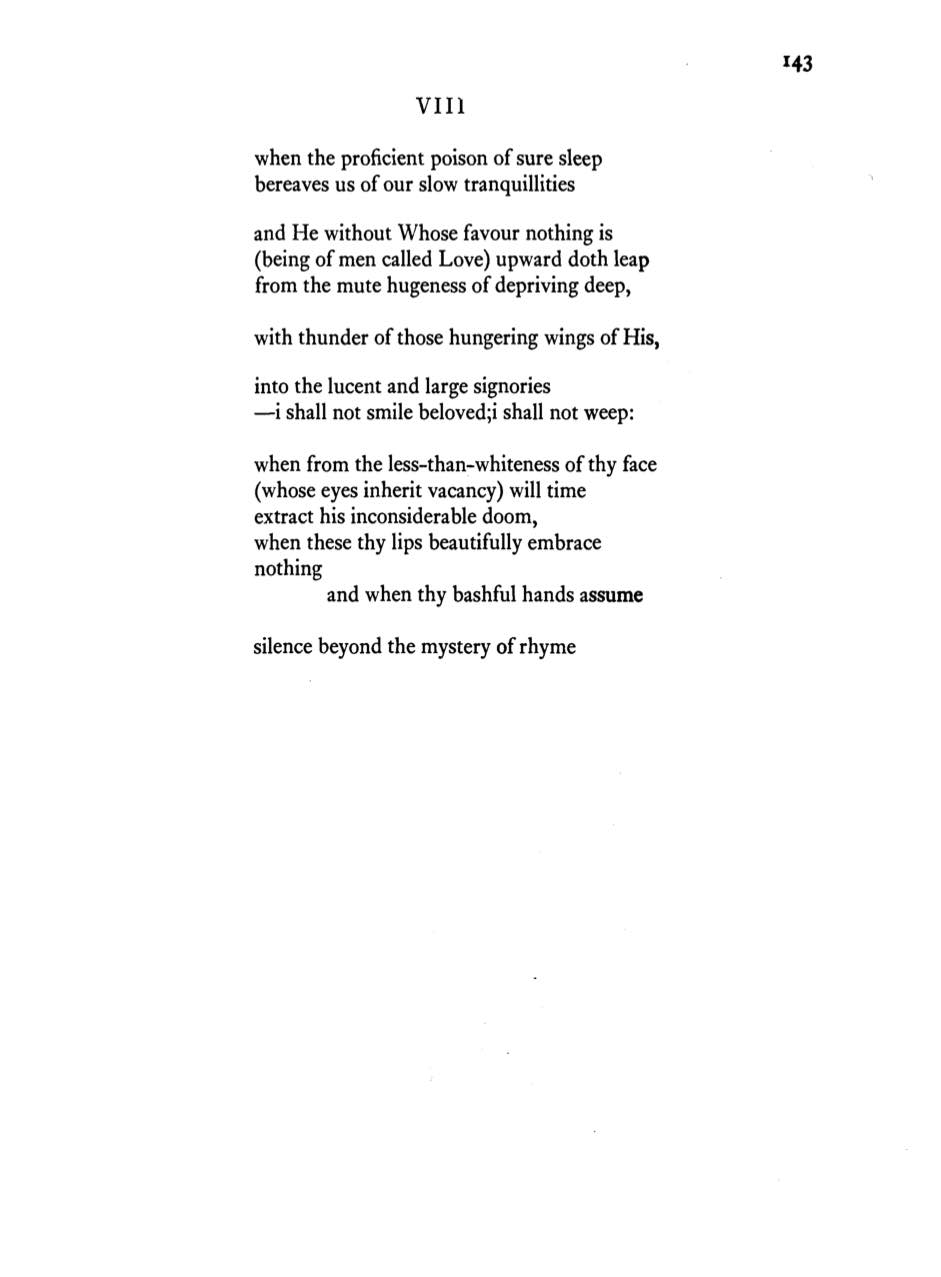 143
VIII
when the proficient poison of sure sleep
bereaves us of our slow tranquillities
and He without Whose favour nothing is
(being of men called Love) upward doth leap
from the mute hugeness of depriving deep,
with thunder of those hungering wings of His,
into the lucent and large signories
—i shall not smile beloved;i shall not weep:
when from the less-than-whiteness of thy face
(whose eyes inherit vacancy) will time
extract his inconsiderable doom,
when these thy lips beautifully embrace
nothing
and when thy bashful hands assume
silence beyond the mystery of rhyme